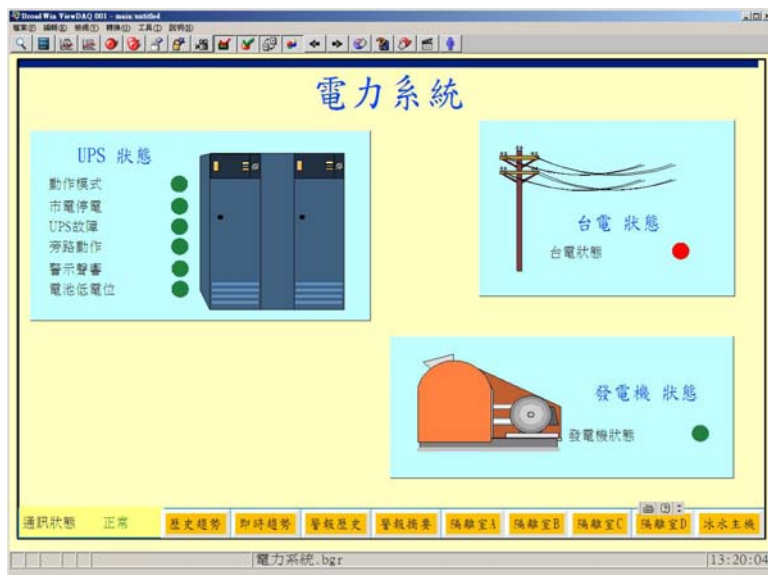 BroadWin ViewDAQ 001 - main:untitled
電力系統
UPS 狀態
動作模式
市電停電
UPS故障
旁路動作
警示聲響
電池低電位
台電 狀態
台電狀態
發電機 狀態
發電機狀態
通訊狀態 正常 歷史趨勢 即時趨勢 警報歷史 警報摘要 隔離室A 隔離室B 隔離室C 隔離室D 冰水主機
電力系統.bgr 13:20:04